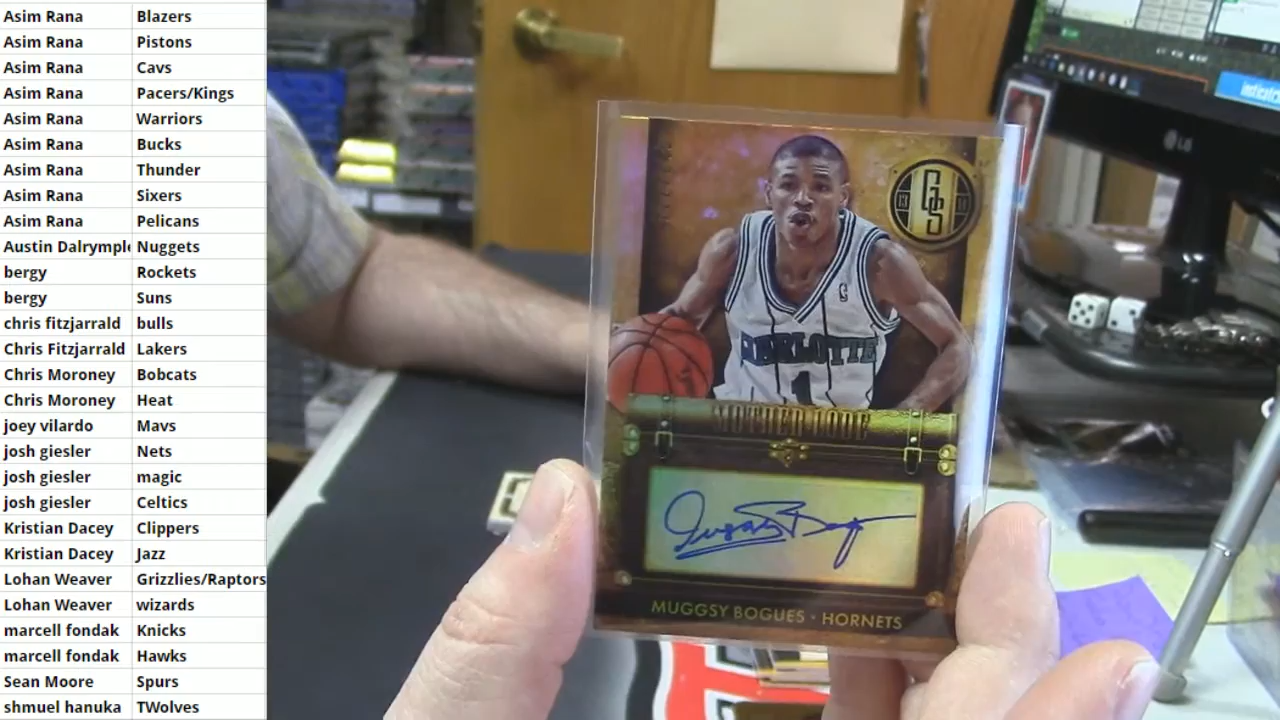 Asim Rana Blazers
Asim Rana Pistons
Asim Rana Cavs
Asim Rana Pacers/Kings
Asim Rana Warriors
Asim Rana Bucks
Asim Rana Thunder
Asim Rana Sixers
Asim Rana Pelicans
Austin Dalrymple Nuggets
bergy Rockets
bergy Suns
chris fitzjarrald bulls
Chris Fitzjarrald Lakers
Chris Moroney Bobcats
Chris Moroney Heat
joey vilardo Mavs
josh giesler Nets
josh giesler magic
josh giesler Celtics
Kristian Dacey Clippers
Kristian Dacey Jazz
Lohan Weaver Grizzlies/Raptors
Lohan Weaver wizards
marcell fondak Knicks
marcell fondak Hawks
Sean Moore Spurs
shmuel hanuka TWolves
LG
13 GS 14
CHARLOTTE
1
MOTHER LODE
Muggsy Bogues
MUGGSY BOGUES · HORNETS